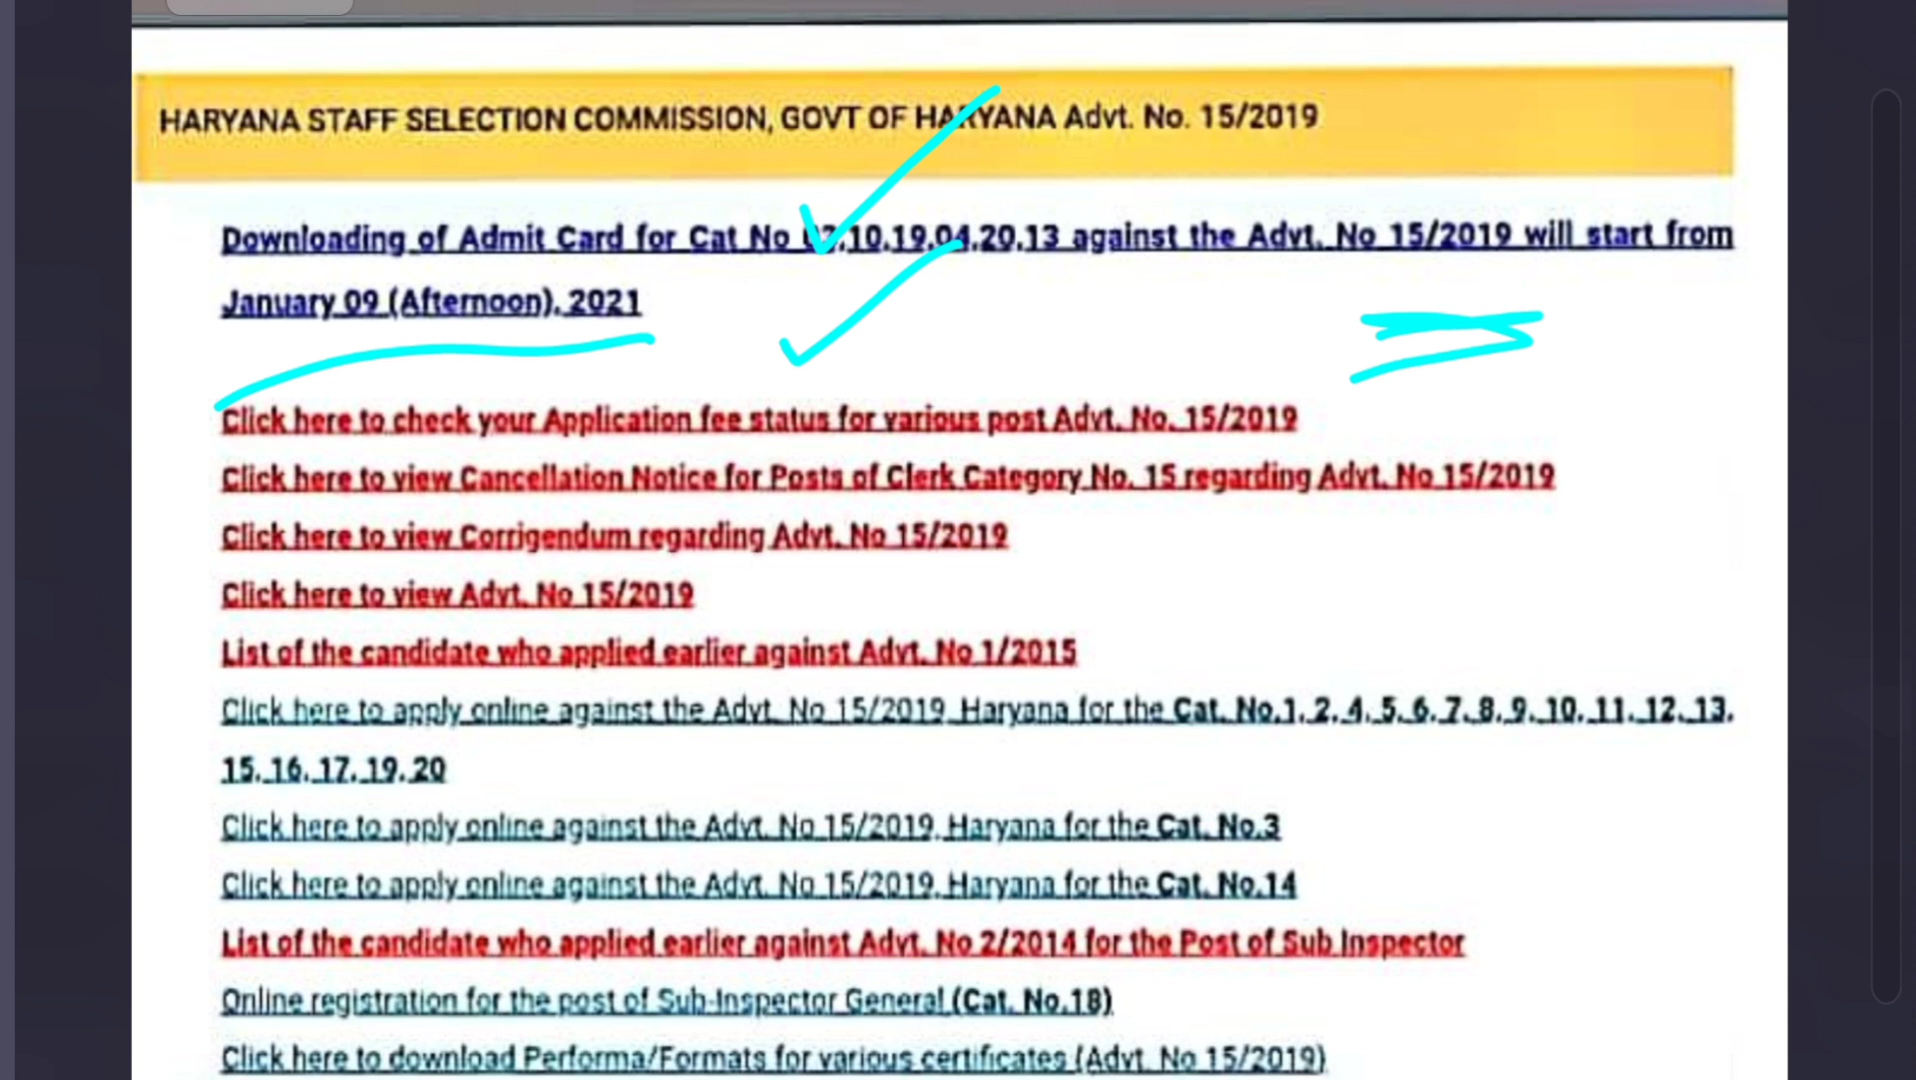 HARYANA STAFF SELECTION COMMISSION, GOVT OF HARYANA Advt. No. 15/2019
Downloading of Admit Card for Cat No 10,19,04,20,13 against the Advt. No 15/2019 will start from
January 09 (Afternoon), 2021
Click here to check your Application fee status for various post Advt. No. 15/2019
Click here to view Cancellation Notice for Posts of Clerk Category No. 15 regarding Advt. No 15/2019
Click here to view Corrigendum regarding Advt. No 15/2019
Click here to view Advt. No 15/2019
List of the candidate who applied earlier against Advt. No 1/2015
Click here to apply online against the Advt. No 15/2019, Haryana for the Cat. No.1, 2, 4, 5, 6, 7, 8, 9, 10, 11, 12, 13,
15, 16, 17, 19, 20
Click here to apply online against the Advt. No 15/2019, Haryana for the Cat. No.3
Click here to apply online against the Advt. No 15/2019, Haryana for the Cat. No.14
List of the candidate who applied earlier against Advt. No 2/2014 for the Post of Sub Inspector
Online registration for the post of Sub-Inspector General (Cat. No.18)
Click here to download Performa/Formats for various certificates (Advt. No 15/2019)